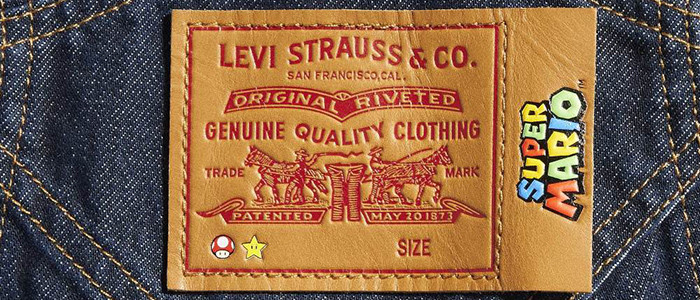 LEVI STRAUSS & CO.
SAN FRANCISCO, CAL.
ORIGINAL RIVETED
GENUINE QUALITY CLOTHING
TRADE MARK
PATENTED MAY 20 1873
SIZE
SUPER
MARIO™